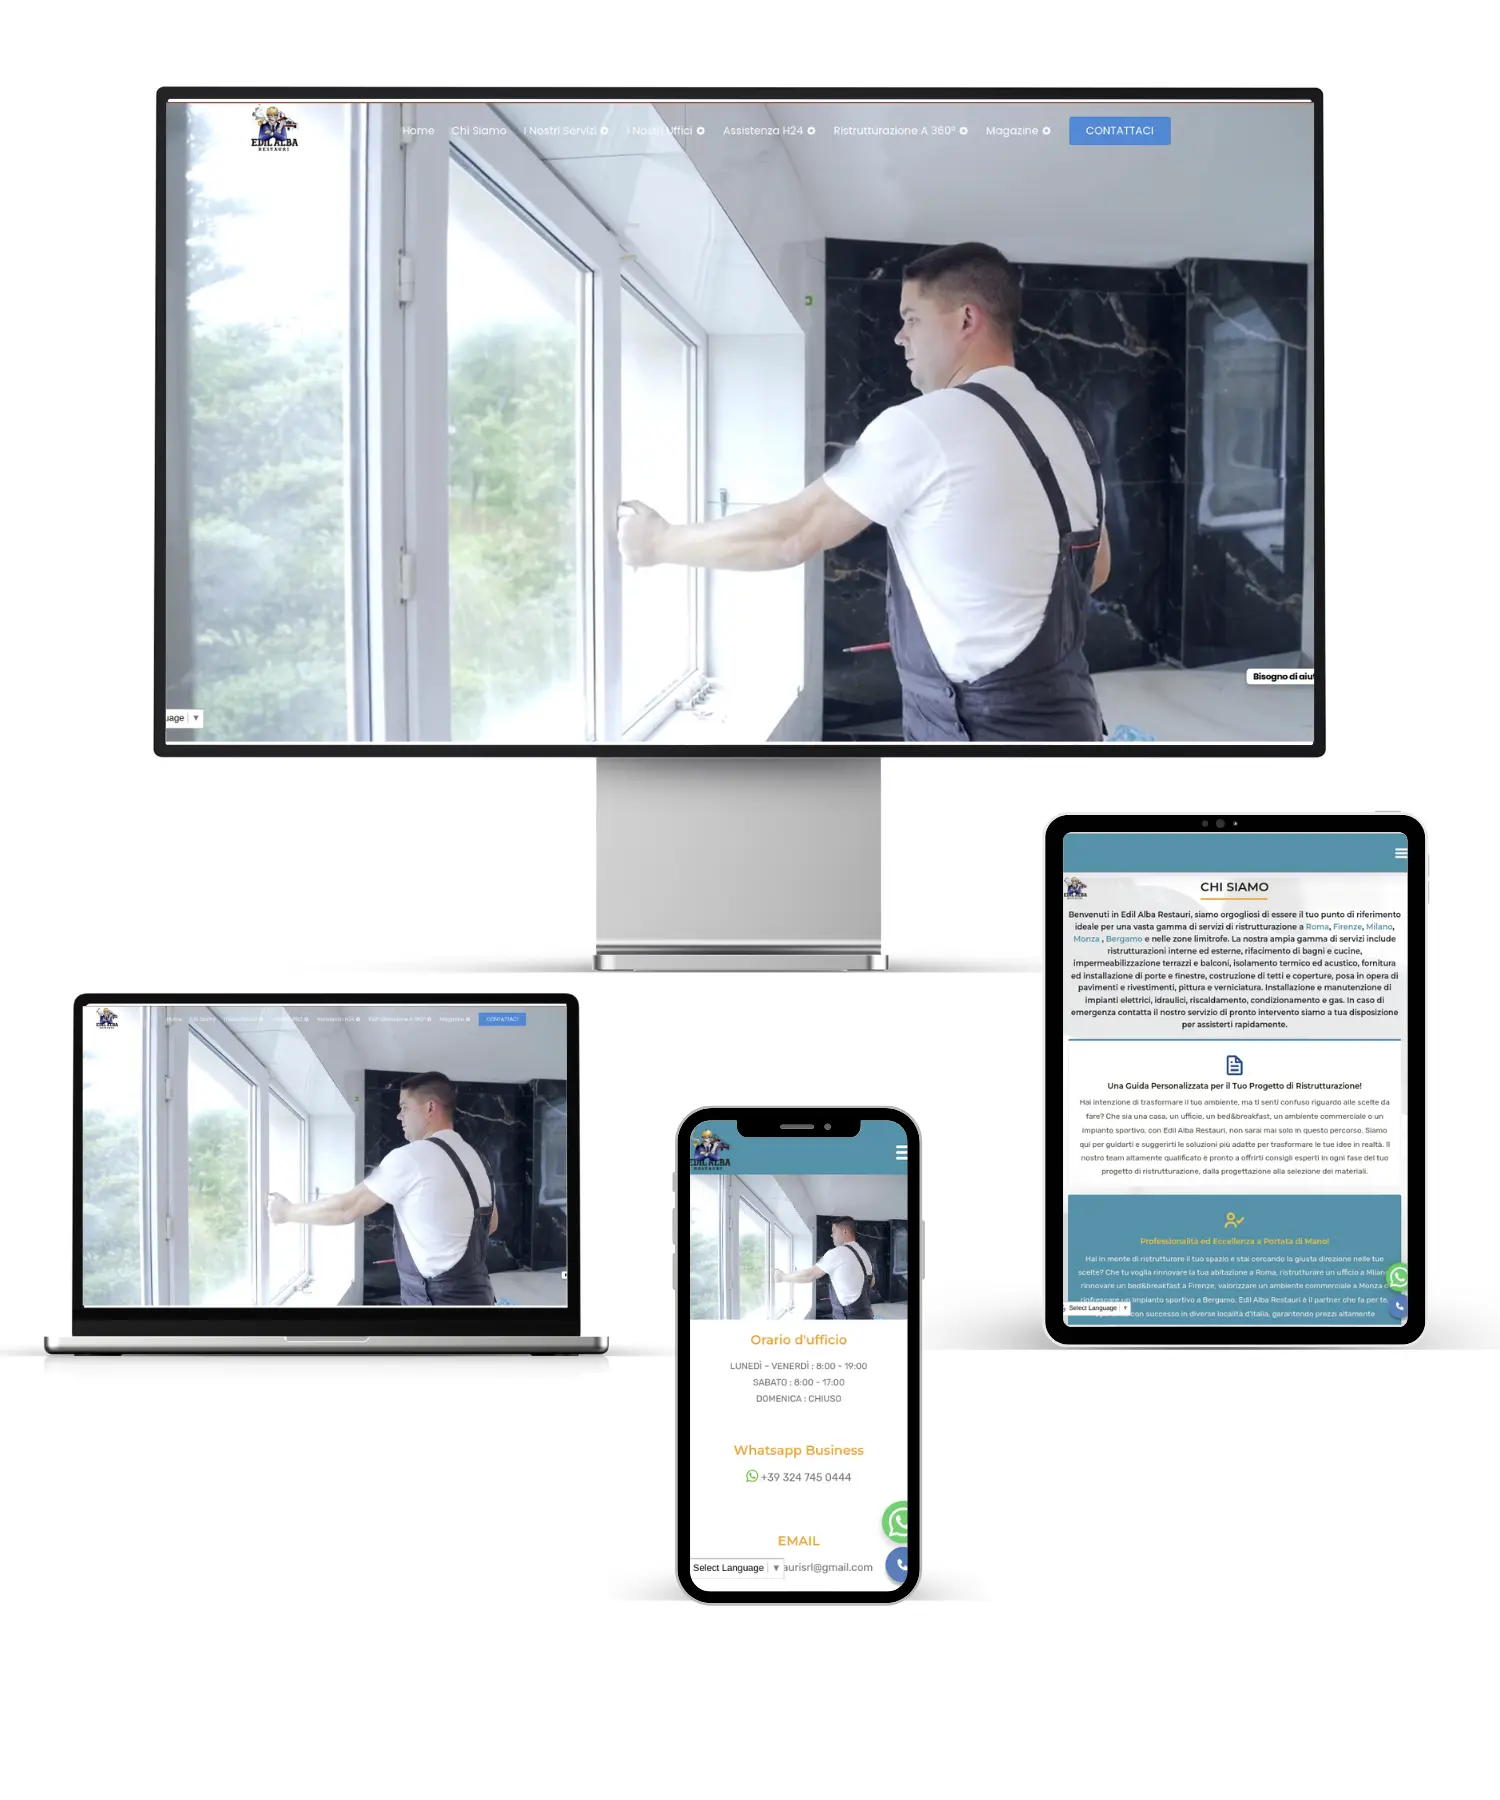 EDIL ALBA
RESTAURI
Home Chi Siamo I Nostri Servizi I Nostri Uffici Assistenza H24 Ristrutturazione A 360° Magazine CONTATTACI
Bisogno di aiut
uage ▼
CHI SIAMO
Benvenuti in Edil Alba Restauri, siamo orgogliosi di essere il tuo punto di riferimento
ideale per una vasta gamma di servizi di ristrutturazione a Roma, Firenze, Milano,
Monza , Bergamo e nelle zone limitrofe. La nostra ampia gamma di servizi include
ristrutturazioni interne ed esterne, rifacimento di bagni e cucine,
impermeabilizzazione terrazzi e balconi, isolamento termico ed acustico, fornitura
ed installazione di porte e finestre, costruzione di tetti e coperture, posa in opera di
pavimenti e rivestimenti, pittura e verniciatura. Installazione e manutenzione di
impianti elettrici, idraulici, riscaldamento, condizionamento e gas. In caso di
emergenza contatta il nostro servizio di pronto intervento siamo a tua disposizione
per assisterti rapidamente.
Una Guida Personalizzata per il Tuo Progetto di Ristrutturazione!
Hai intenzione di trasformare il tuo ambiente, ma ti senti confuso riguardo alle scelte da
fare? Che sia una casa, un ufficio, un bed&breakfast, un ambiente commerciale o un
impianto sportivo, con Edil Alba Restauri, non sarai mai solo in questo percorso. Siamo
qui per guidarti e suggerirti le soluzioni più adatte per trasformare le tue idee in realtà. Il
nostro team altamente qualificato è pronto a offrirti consigli esperti in ogni fase del tuo
progetto di ristrutturazione, dalla progettazione alla selezione dei materiali.
Professionalità ed Eccellenza a Portata di Mano!
Hai in mente di ristrutturare il tuo spazio e stai cercando la giusta direzione nelle tue
scelte? Che tu voglia rinnovare la tua abitazione a Roma, ristrutturare un ufficio a Milan
rinnovare un bed&breakfast a Firenze, valorizzare un ambiente commerciale a Monza o
rinfrescare un impianto sportivo a Bergamo, Edil Alba Restauri è il partner che fa per te.
Select Language ▼
con successo in diverse località d'Italia, garantendo prezzi altamente
Home Chi Siamo Assistenza H24 Ristrutturazione A 360° Magazine CONTATTACI
EDIL ALBA
RESTAURI
Orario d'ufficio
LUNEDÌ – VENERDÌ : 8:00 - 19:00
SABATO : 8:00 - 17:00
DOMENICA : CHIUSO
Whatsapp Business
+39 324 745 0444
EMAIL
Select Language ▼ aurisrl@gmail.com